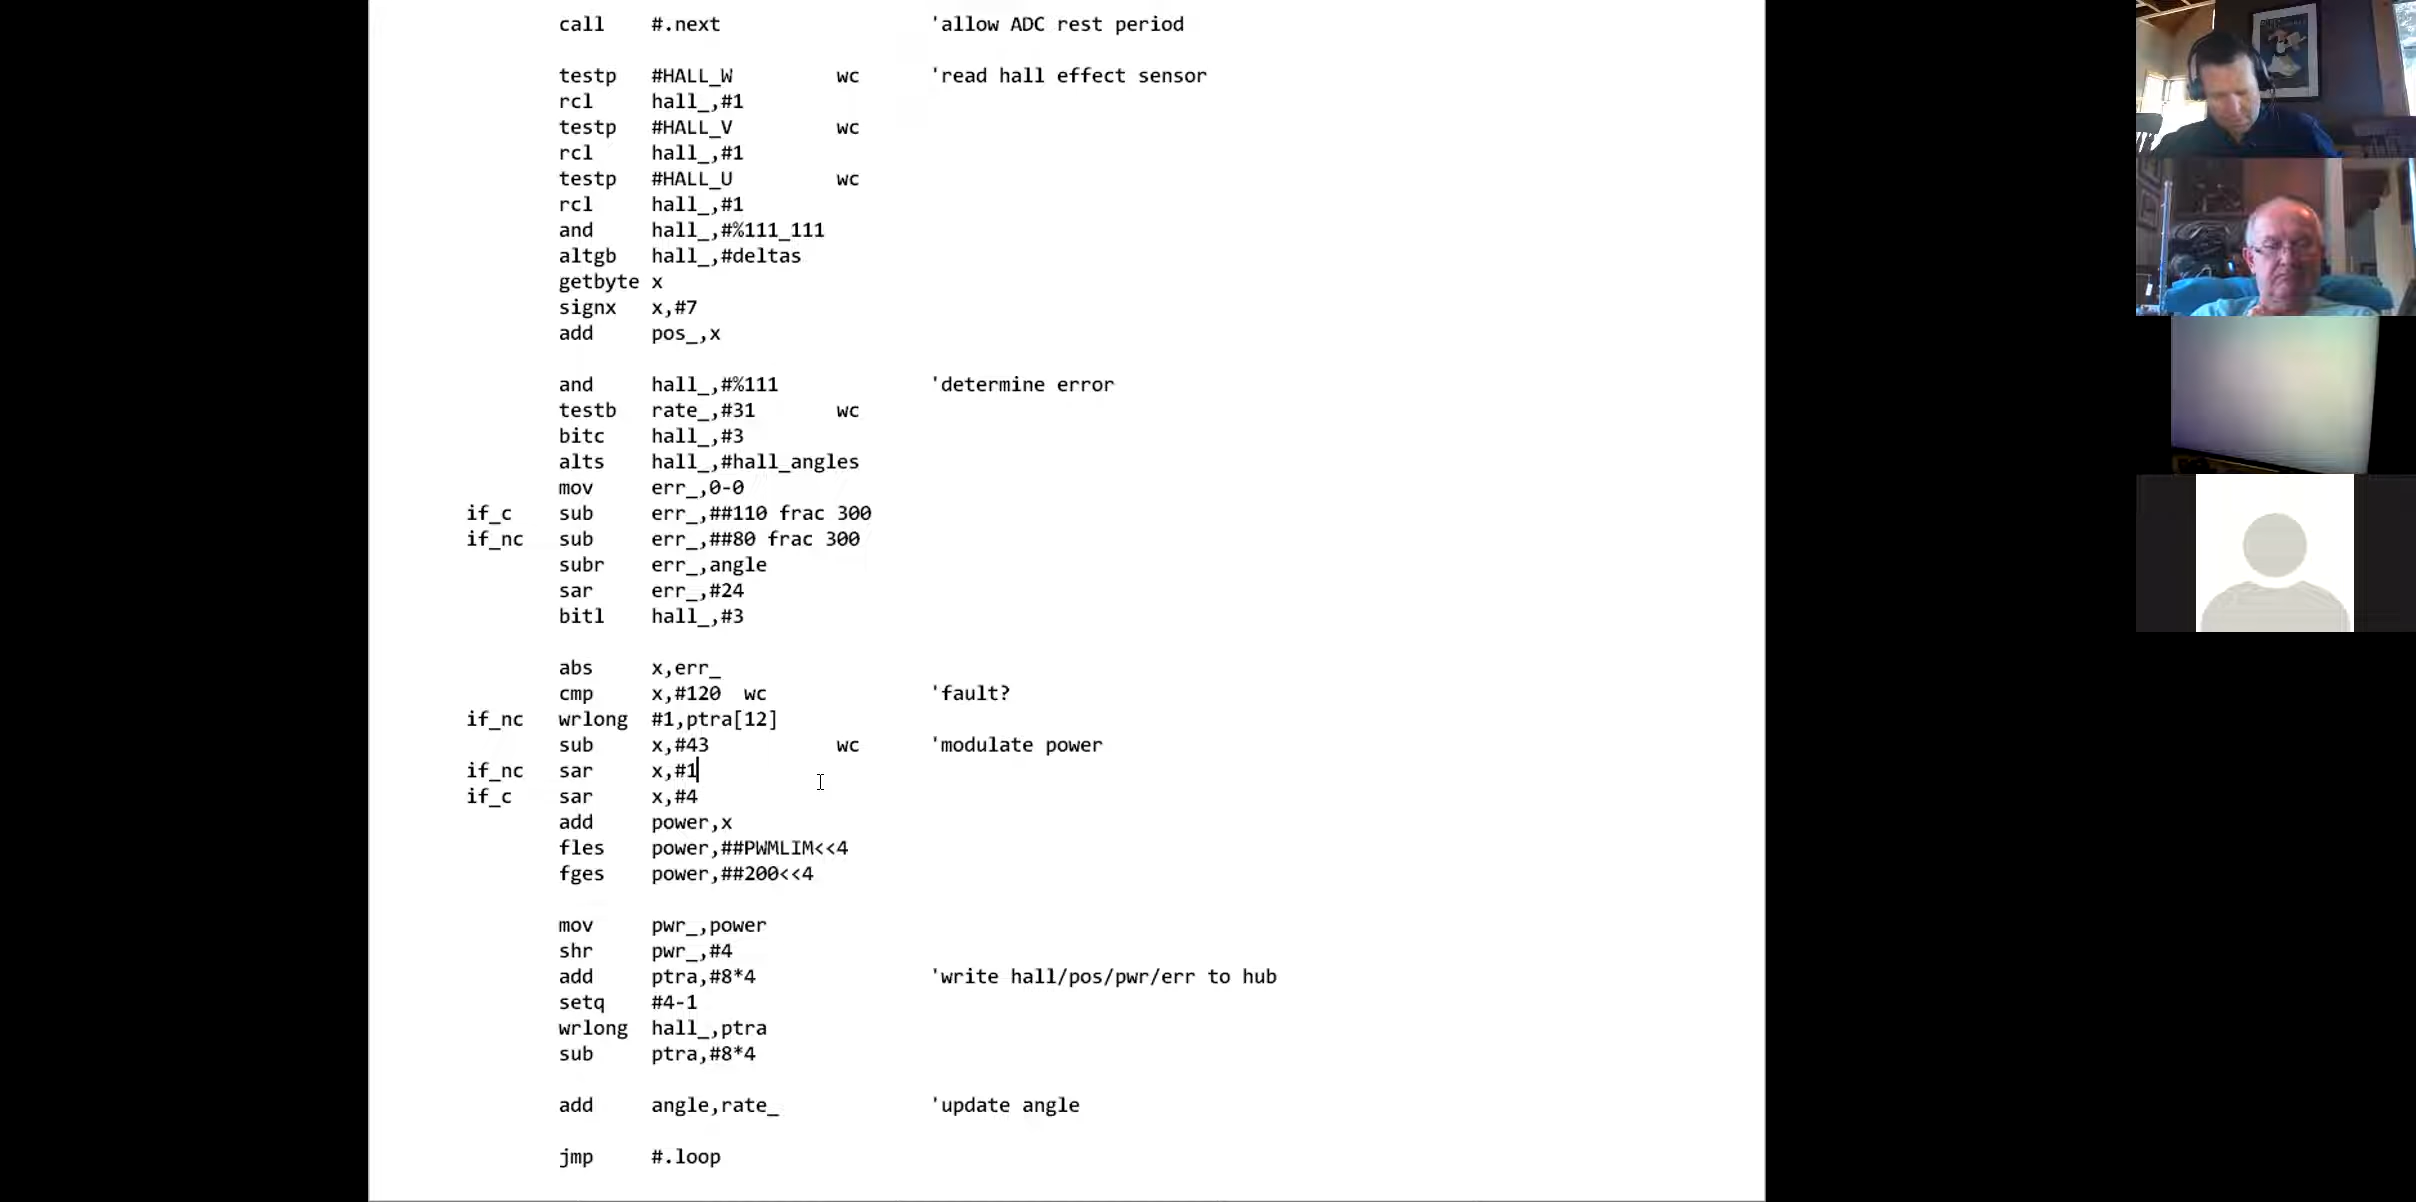 call #.next 'allow ADC rest period
testp #HALL_W wc 'read hall effect sensor
rcl hall_,#1
testp #HALL_V wc
rcl hall_,#1
testp #HALL_U wc
rcl hall_,#1
and hall_,#%111_111
altgb hall_,#deltas
getbyte x
signx x,#7
add pos_,x
and hall_,#%111 'determine error
testb rate_,#31 wc
bitc hall_,#3
alts hall_,#hall_angles
mov err_,0-0
if_c sub err_,##110 frac 300
if_nc sub err_,##80 frac 300
subr err_,angle
sar err_,#24
bitl hall_,#3
abs x,err_
cmp x,#120 wc 'fault?
if_nc wrlong #1,ptra[12]
sub x,#43 wc 'modulate power
if_nc sar x,#1
if_c sar x,#4
add power,x
fles power,##PWMLIM<<4
fges power,##200<<4
mov pwr_,power
shr pwr_,#4
add ptra,#8*4 'write hall/pos/pwr/err to hub
setq #4-1
wrlong hall_,ptra
sub ptra,#8*4
add angle,rate_ 'update angle
jmp #.loop